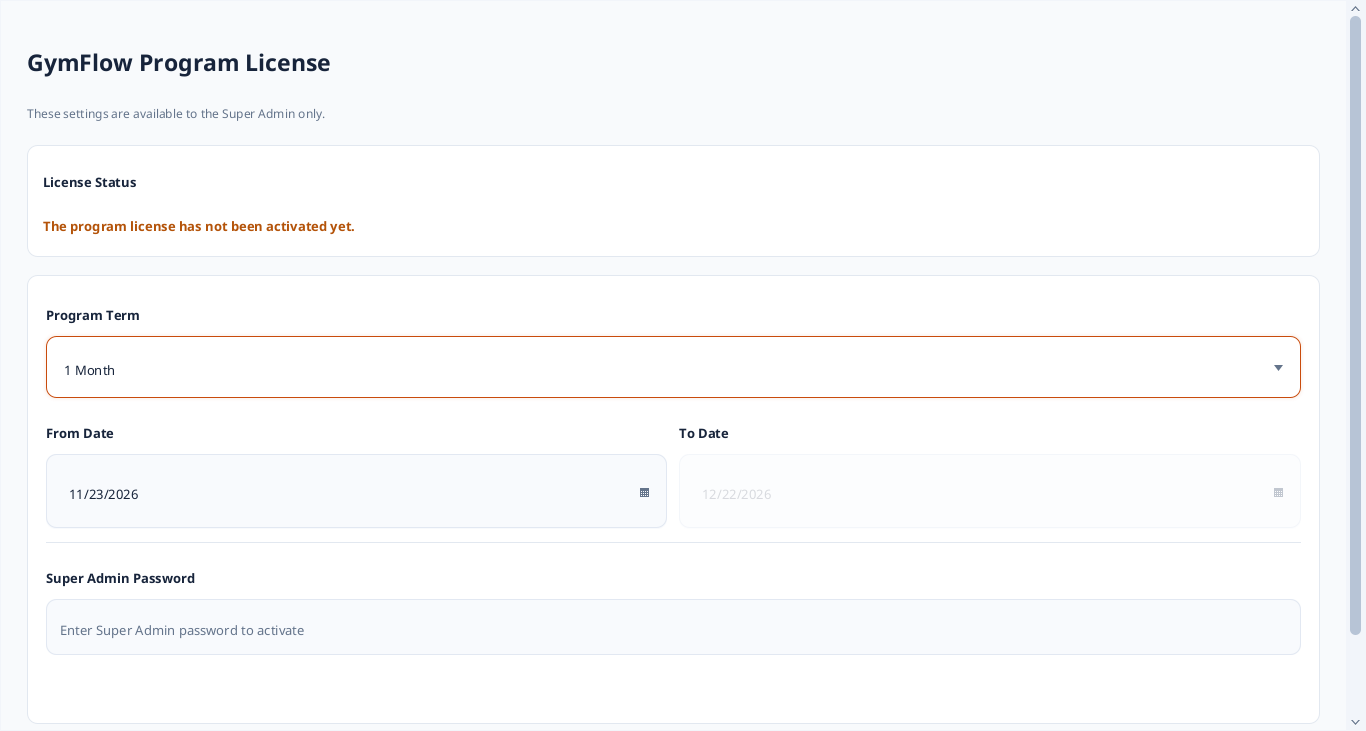 GymFlow Program License
These settings are available to the Super Admin only.
License Status
The program license has not been activated yet.
Program Term
1 Month
From Date
To Date
11/23/2026
12/22/2026
Super Admin Password
Enter Super Admin password to activate